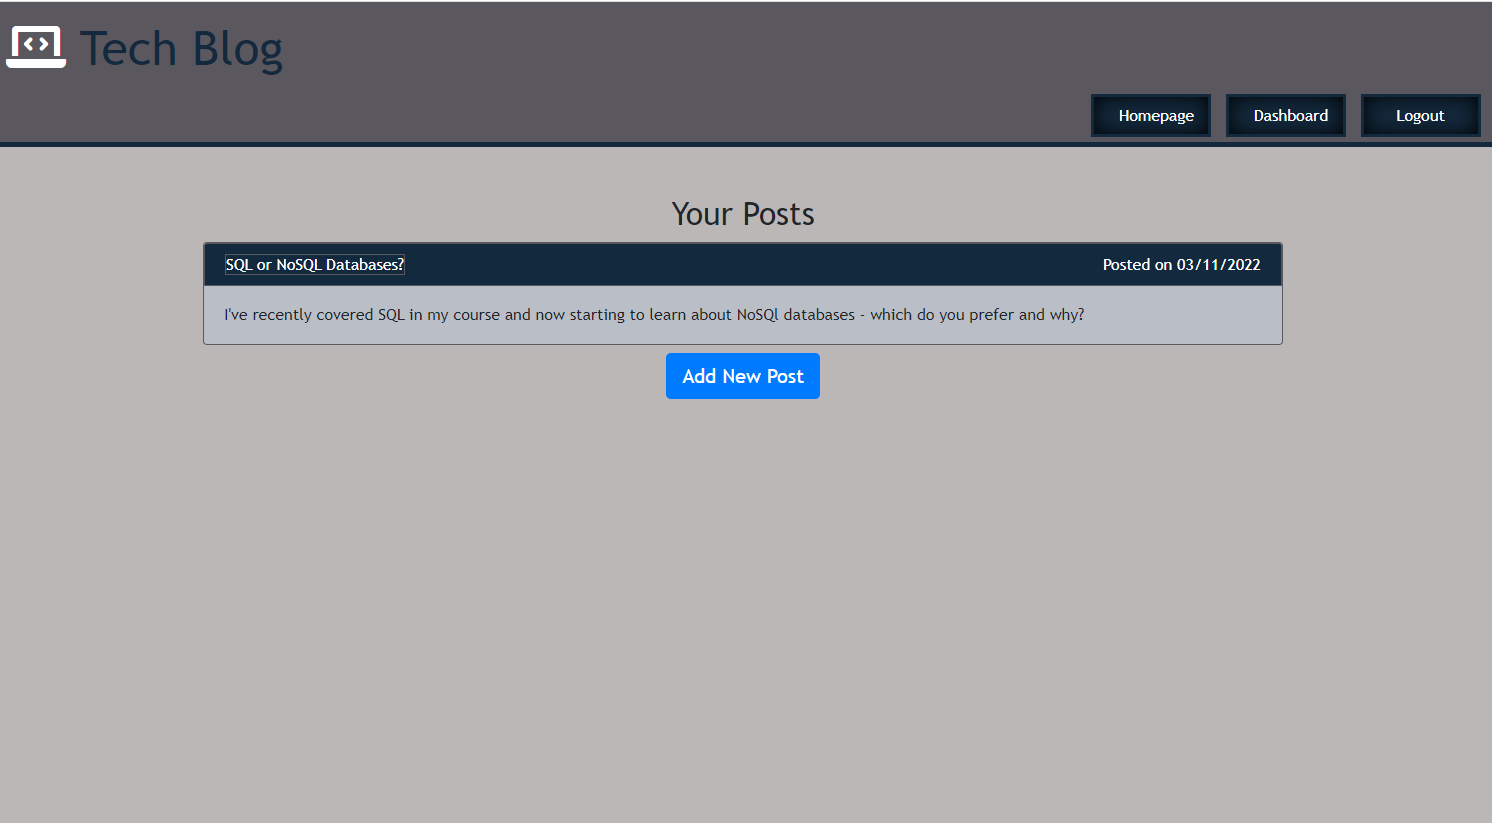 Tech Blog
Homepage Dashboard Logout
Your Posts
SQL or NoSQL Databases? Posted on 03/11/2022
I've recently covered SQL in my course and now starting to learn about NoSQl databases - which do you prefer and why?
Add New Post